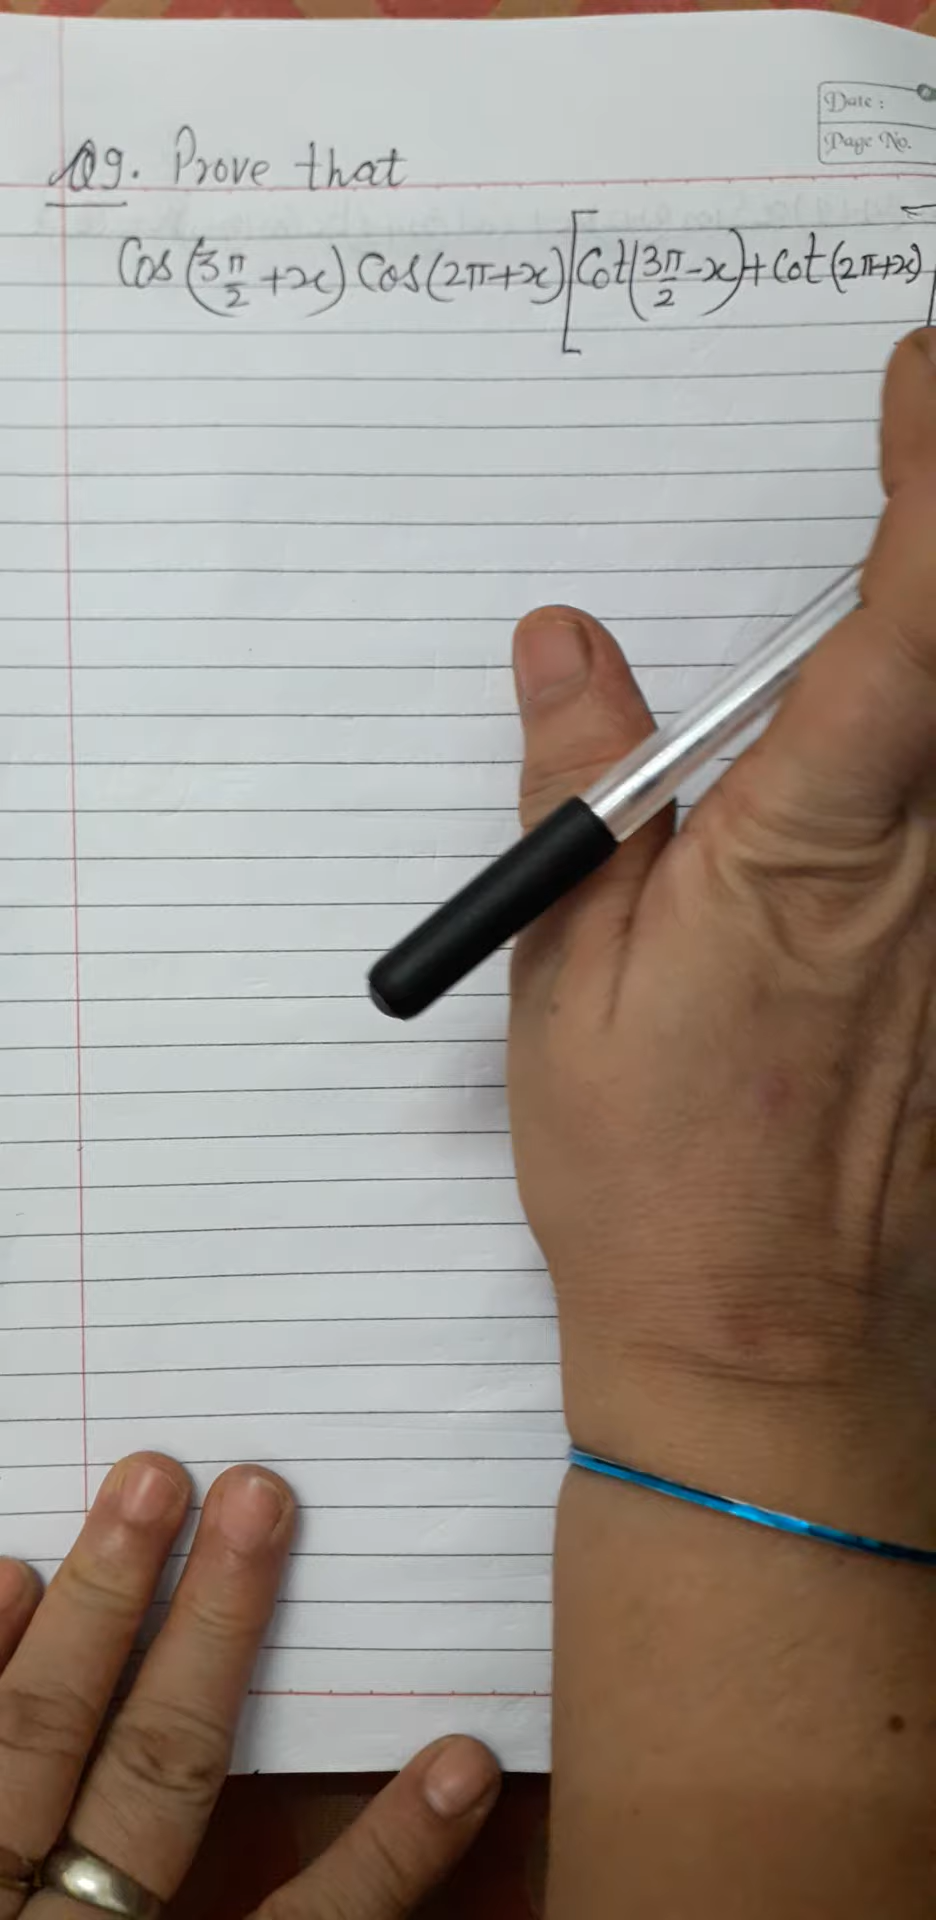 Date :
Page No.
Q9. Prove that
Cos(3π/2 +x) Cos(2π+x)[Cot(3π/2 -x)+Cot(2π+x)]